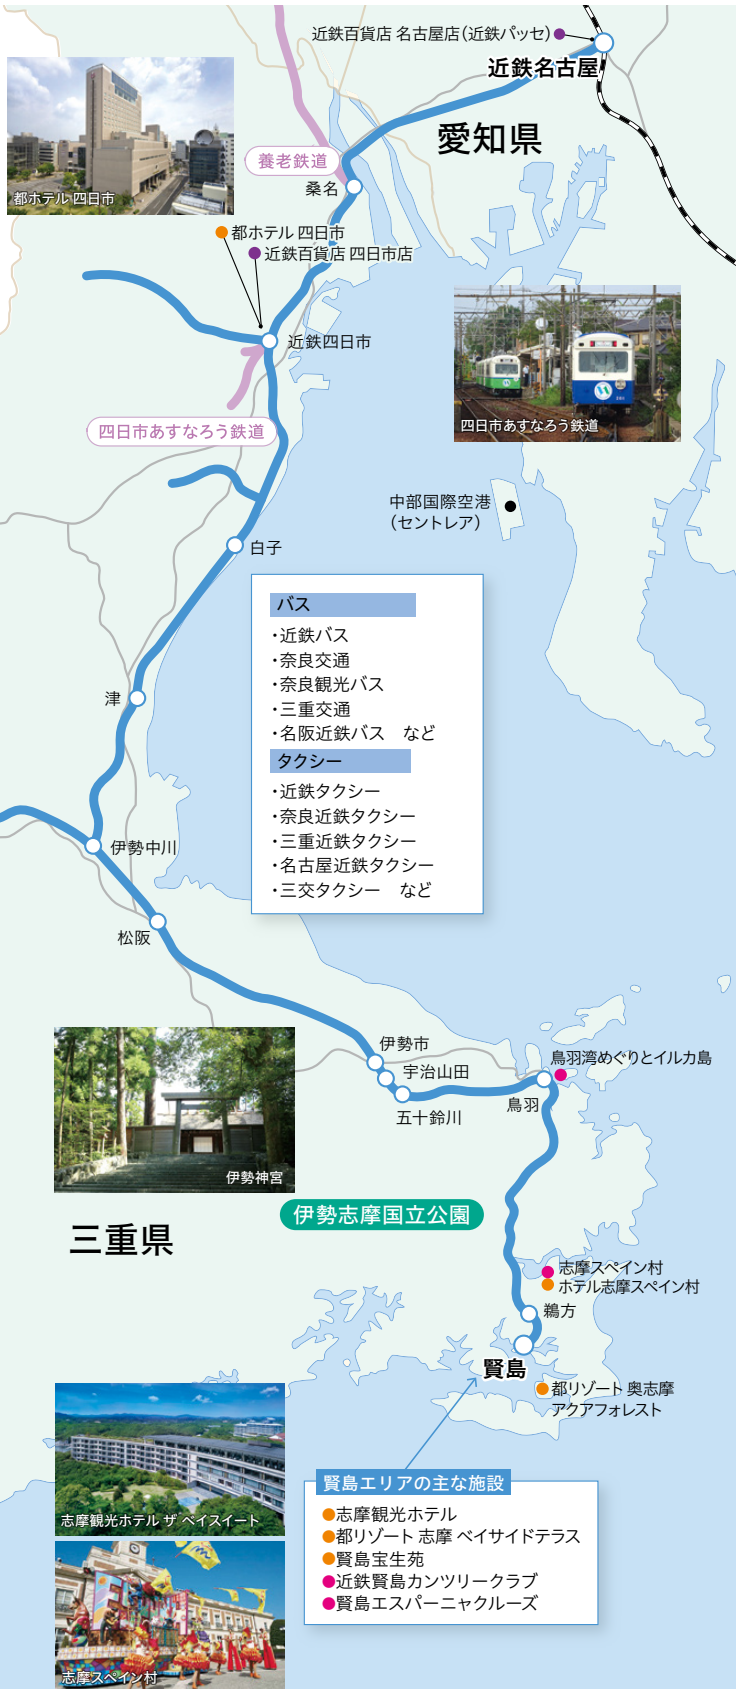 近鉄百貨店 名古屋店(近鉄パッセ)
近鉄名古屋
愛知県
都ホテル 四日市
養老鉄道
桑名
都ホテル 四日市
近鉄百貨店 四日市店
近鉄四日市
四日市あすなろう鉄道
四日市あすなろう鉄道
中部国際空港
(セントレア)
白子
バス
・近鉄バス
・奈良交通
・奈良観光バス
・三重交通
・名阪近鉄バス など
タクシー
・近鉄タクシー
・奈良近鉄タクシー
・三重近鉄タクシー
・名古屋近鉄タクシー
・三交タクシー など
津
伊勢中川
松阪
伊勢市
宇治山田
五十鈴川
鳥羽湾めぐりとイルカ島
鳥羽
伊勢神宮
伊勢志摩国立公園
三重県
志摩スペイン村
ホテル志摩スペイン村
鵜方
賢島
都リゾート 奥志摩
アクアフォレスト
志摩観光ホテル ザ ベイスイート
志摩スペイン村
賢島エリアの主な施設
●志摩観光ホテル
●都リゾート 志摩 ベイサイドテラス
●賢島宝生苑
●近鉄賢島カンツリークラブ
●賢島エスパーニャクルーズ